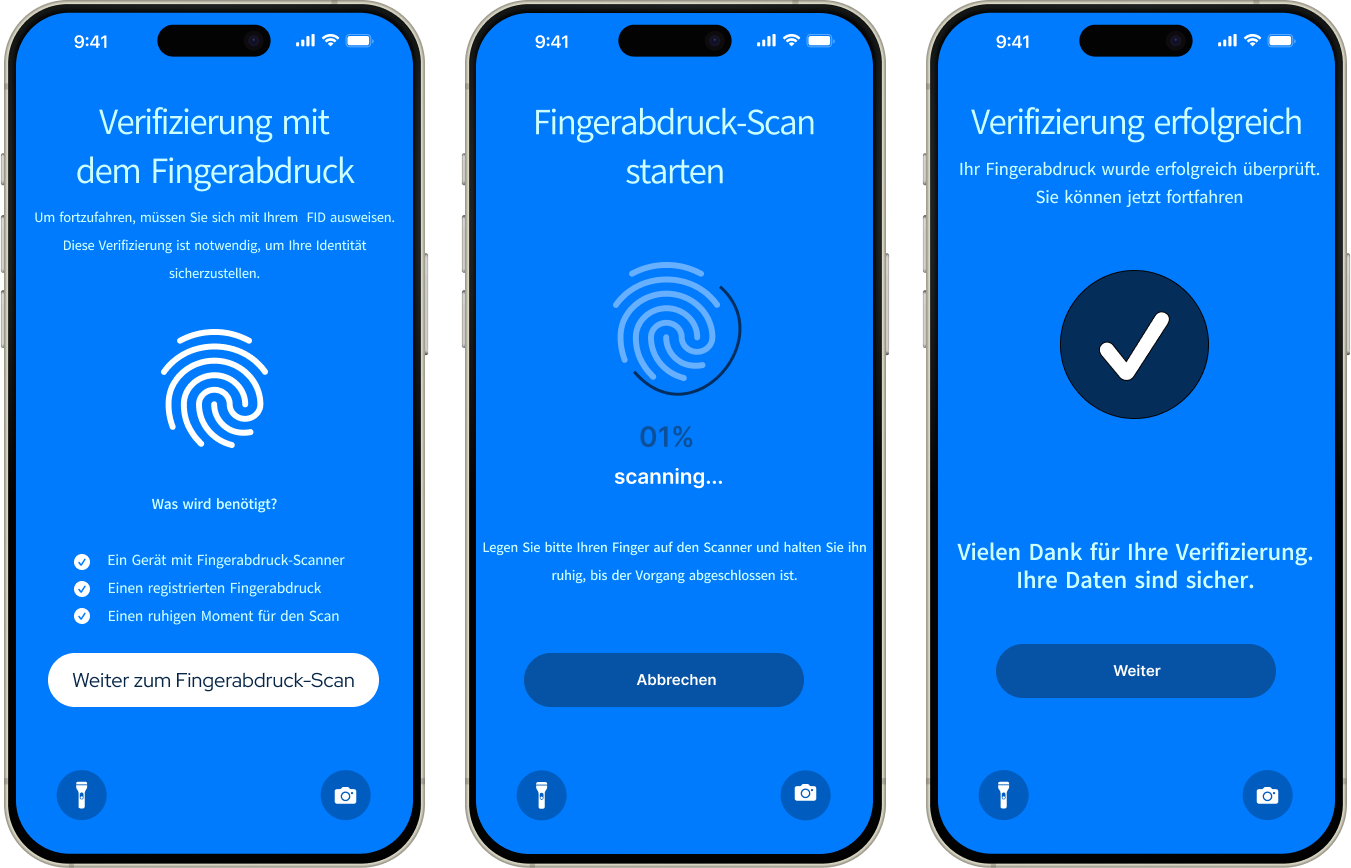 9:41
Verifizierung mit
dem Fingerabdruck
Um fortzufahren, müssen Sie sich mit Ihrem  FID ausweisen.
Diese Verifizierung ist notwendig, um Ihre Identität
sicherzustellen.
Was wird benötigt?
Ein Gerät mit Fingerabdruck-Scanner
Einen registrierten Fingerabdruck
Einen ruhigen Moment für den Scan
Weiter zum Fingerabdruck-Scan
9:41
Fingerabdruck-Scan
starten
01%
scanning...
Legen Sie bitte Ihren Finger auf den Scanner und halten Sie ihn
ruhig, bis der Vorgang abgeschlossen ist.
Abbrechen
9:41
Verifizierung erfolgreich
Ihr Fingerabdruck wurde erfolgreich überprüft.
Sie können jetzt fortfahren
Vielen Dank für Ihre Verifizierung.
Ihre Daten sind sicher.
Weiter